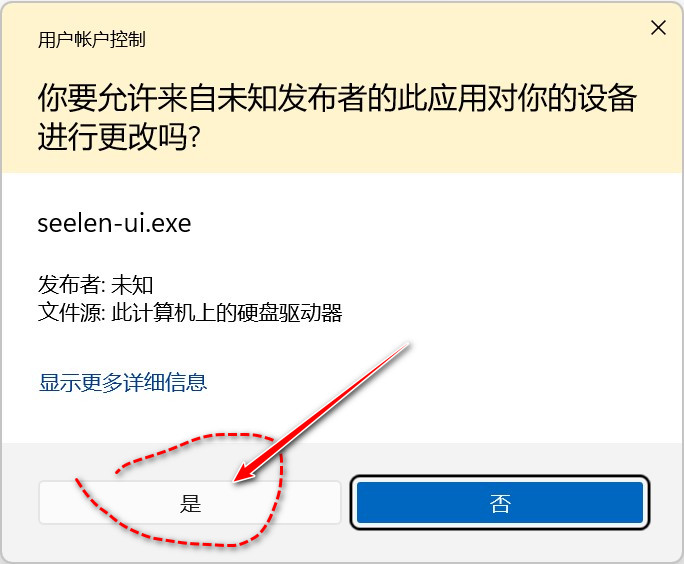 用户帐户控制
你要允许来自未知发布者的此应用对你的设备
进行更改吗?
seelen-ui.exe
发布者: 未知
文件源: 此计算机上的硬盘驱动器
显示更多详细信息
是
否